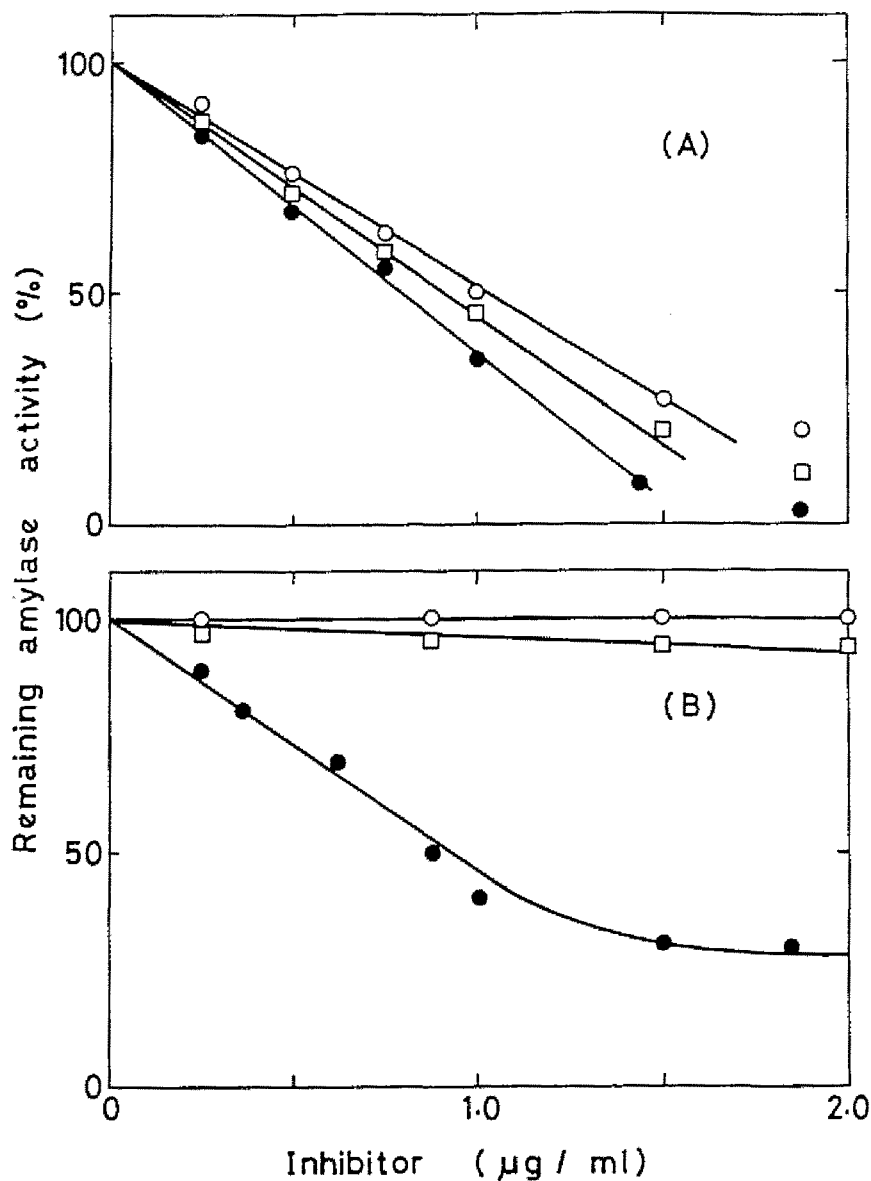 100
50
0
(A)
100
50
0
(B)
0
1.0
2.0
Remaining amylase activity (%)
Inhibitor (μg / ml)